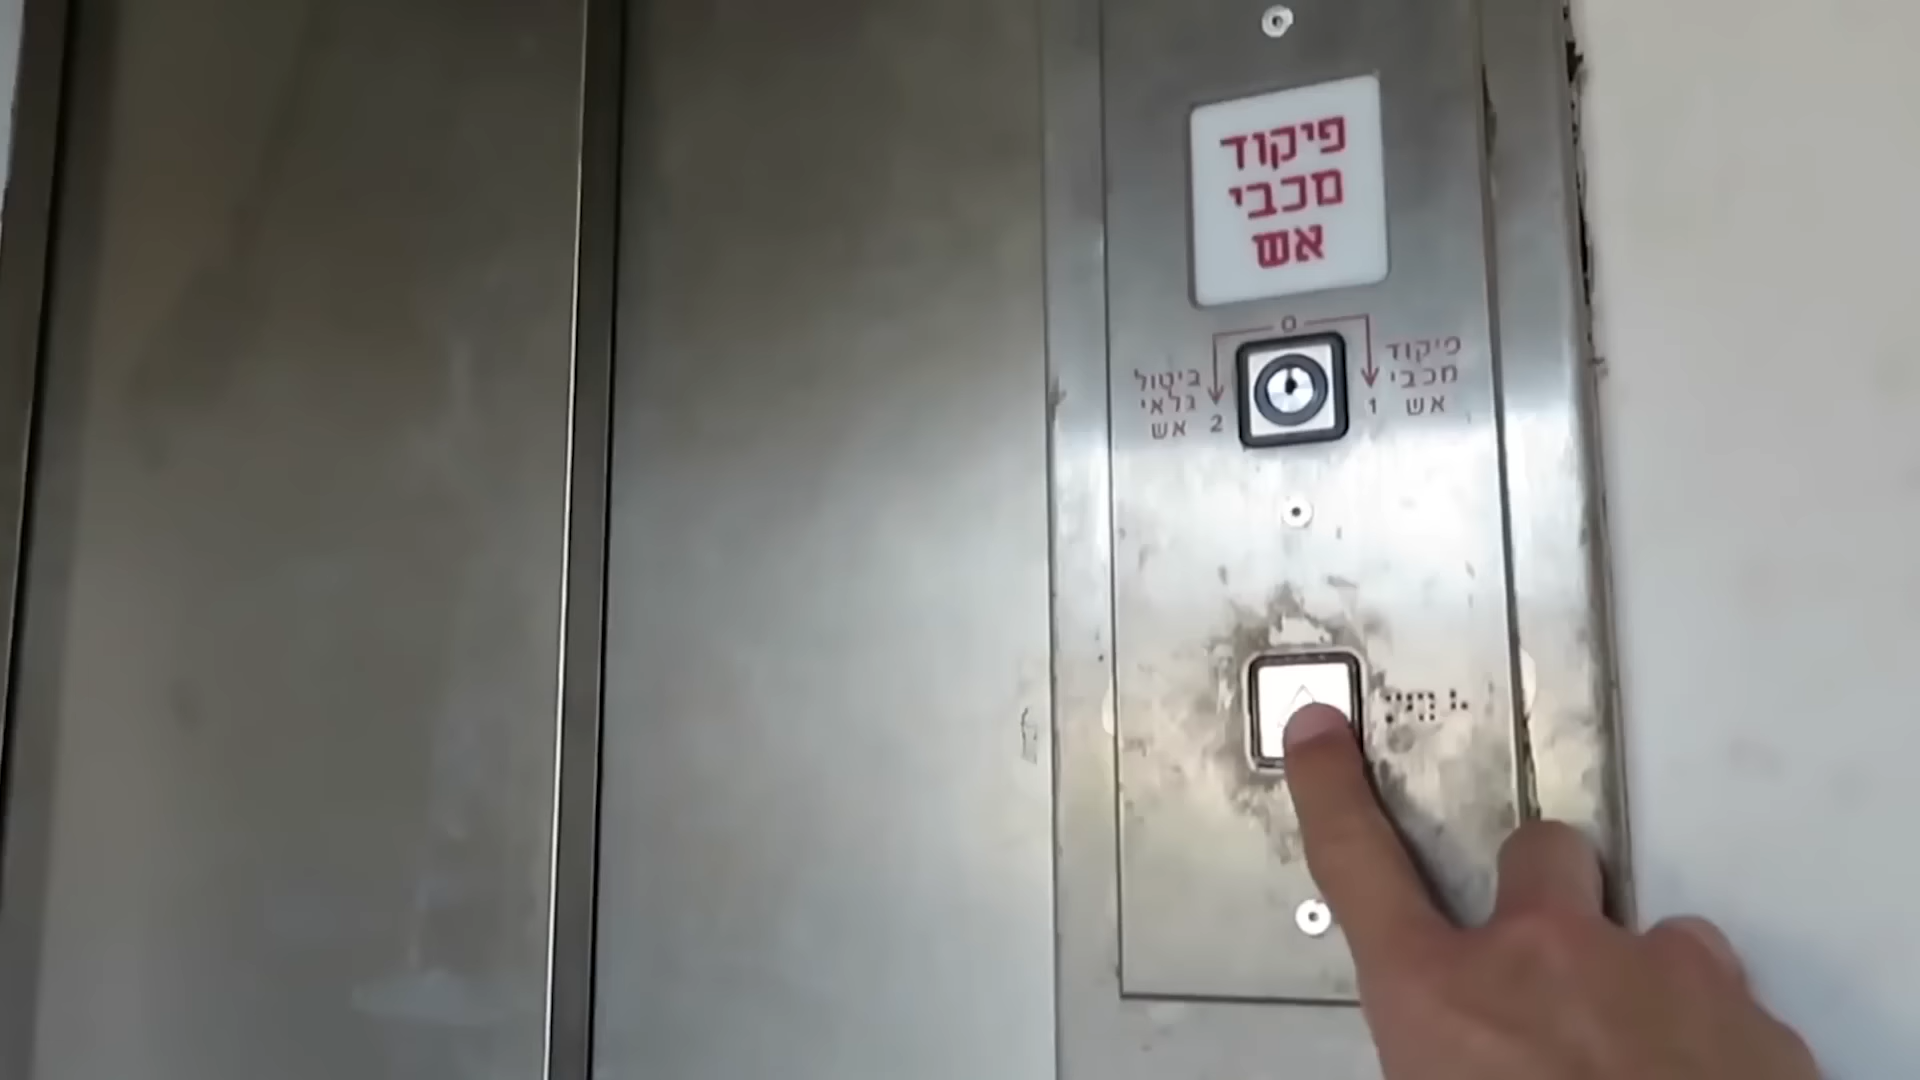 פיקוד
מכבי
אש
0
פיקוד
מכבי
אש 1
ביטול
גלאי
אש 2